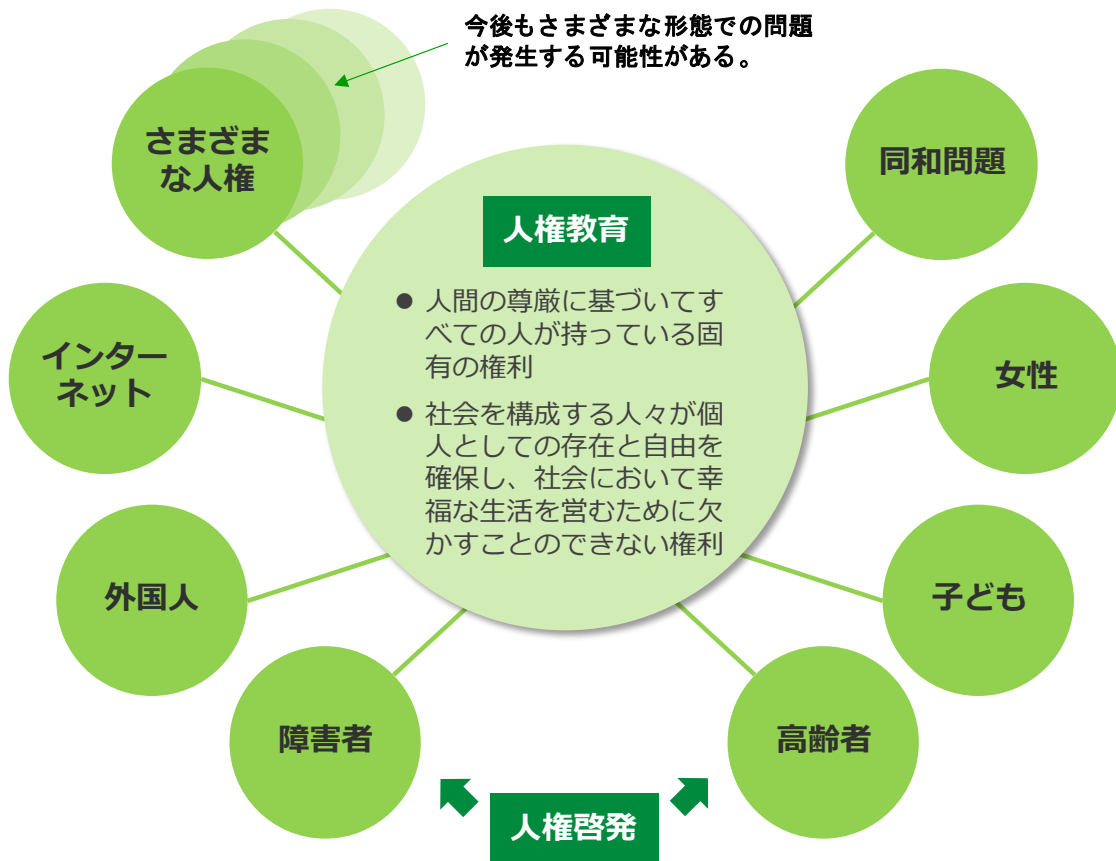 今後もさまざまな形態での問題
が発生する可能性がある。
さまざま
な人権
同和問題
人権教育
● 人間の尊厳に基づいてす
べての人が持っている固
有の権利
● 社会を構成する人々が個
人としての存在と自由を
確保し、社会において幸
福な生活を営むために欠
かすことのできない権利
インター
ネット
女性
外国人
子ども
障害者
高齢者
人権啓発